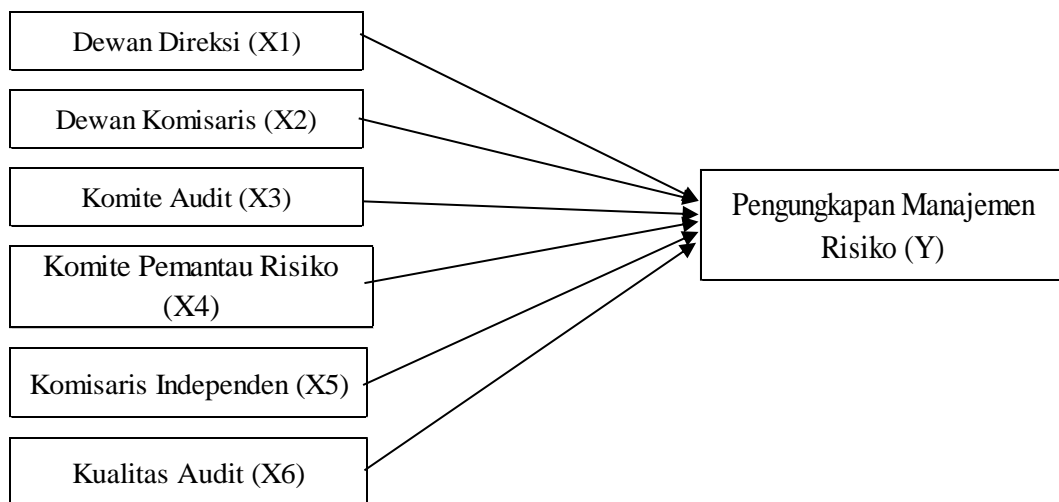 Dewan Direksi (X1)
Dewan Komisaris (X2)
Komite Audit (X3)
Komite Pemantau Risiko
(X4)
Komisaris Independen (X5)
Kualitas Audit (X6)
Pengungkapan Manajemen
Risiko (Y)